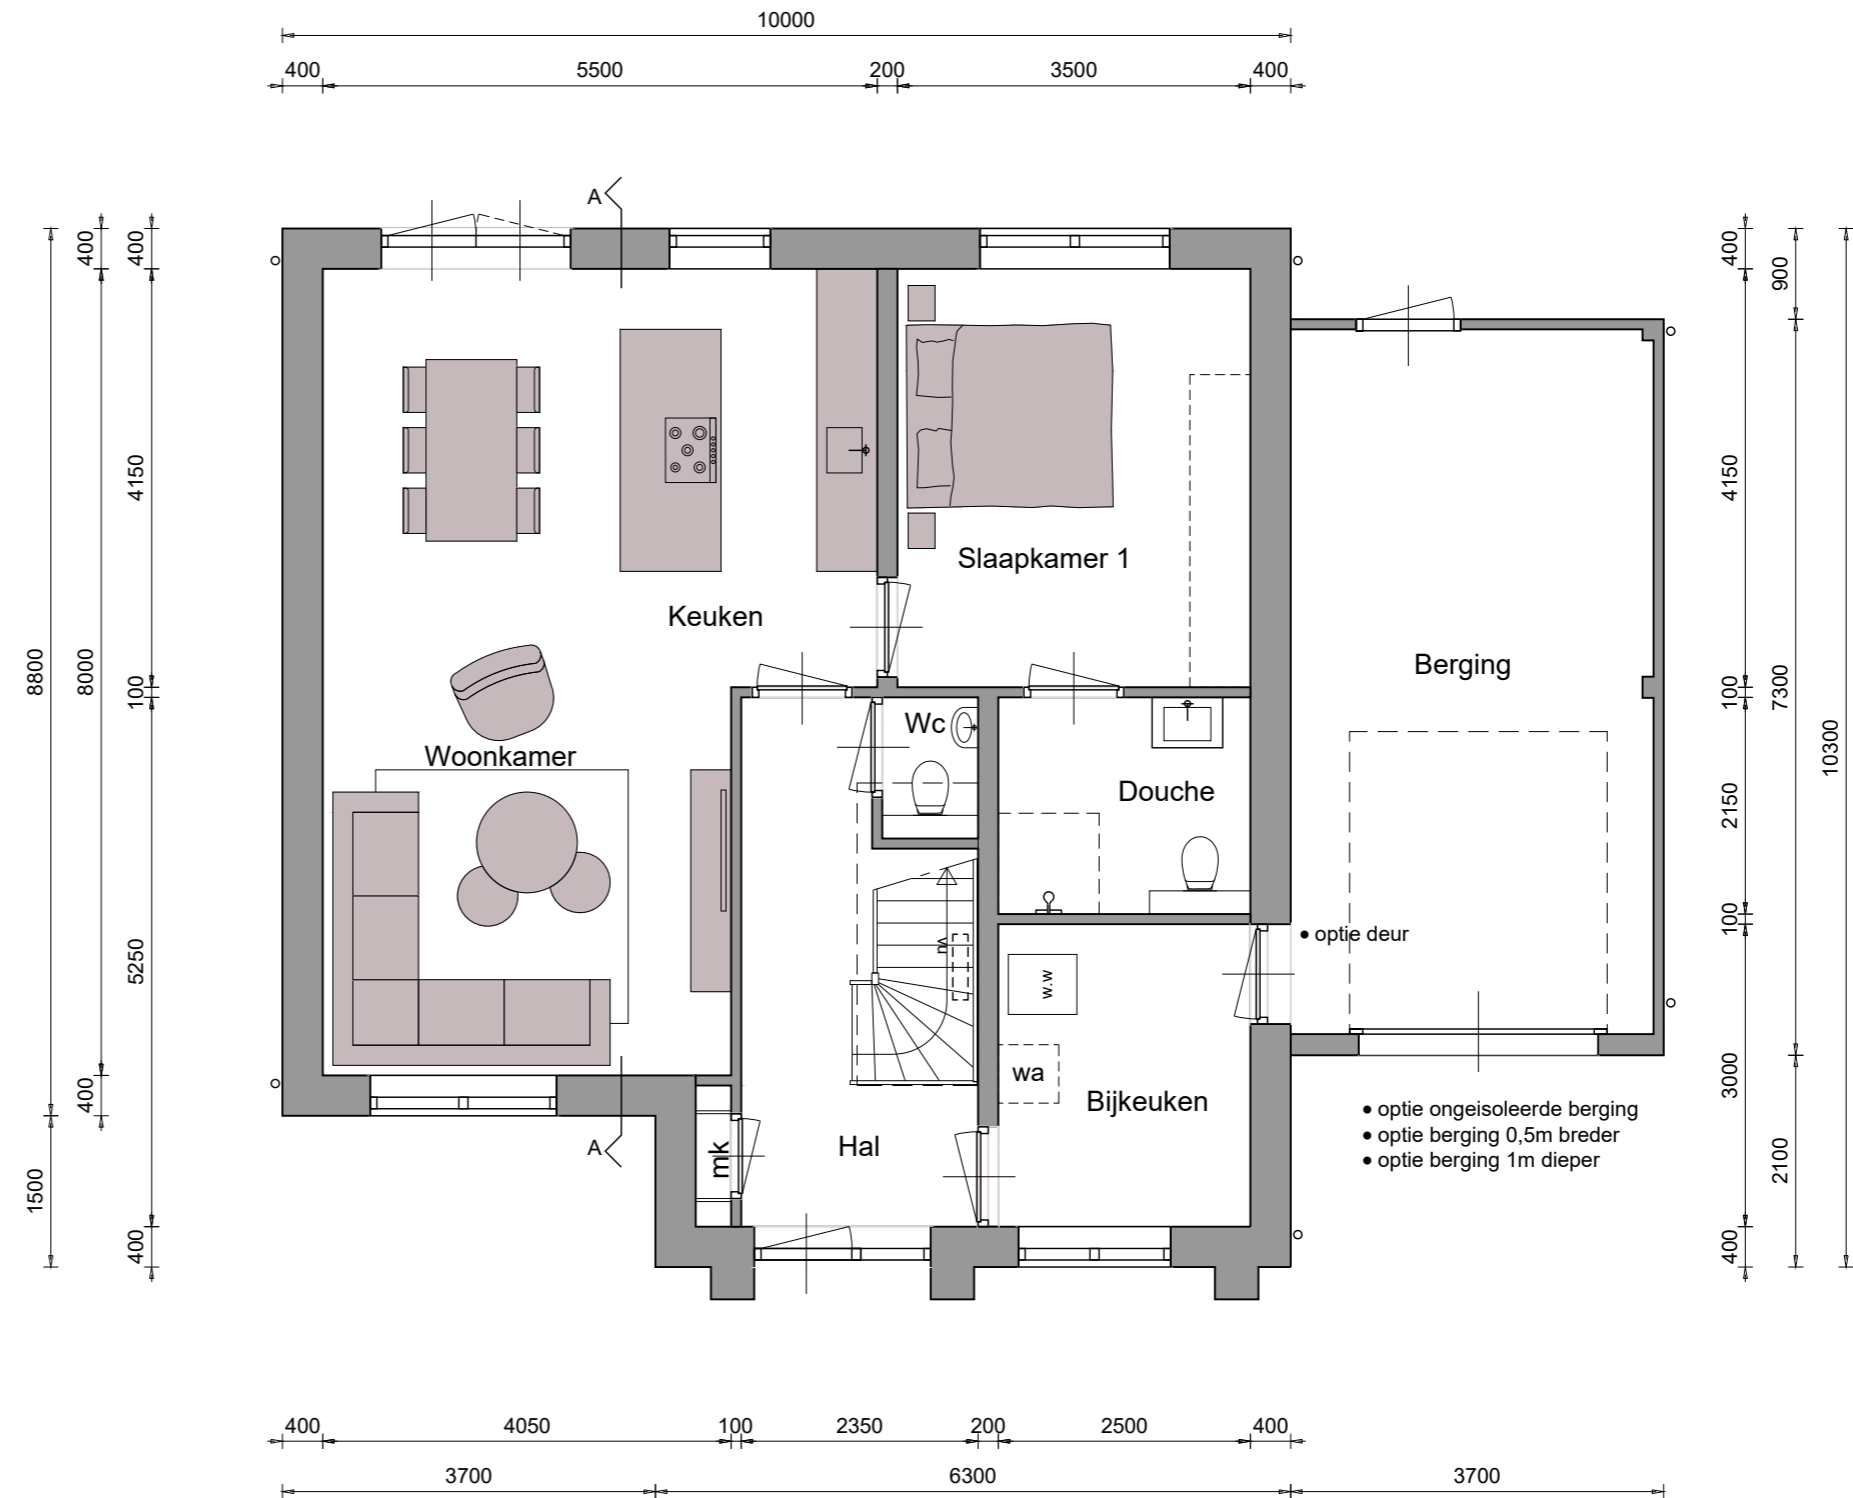 10000
400 5500 200 3500 400
A
8800
8000
400
400
4150
100
5250
400
1500
400
400
900
4150
100
7300
10300
2150
100
3000
2100
400
Slaapkamer 1
Keuken
Berging
Wc
Woonkamer
Douche
• optie deur
vl
w.w
wa
Bijkeuken
• optie ongeisoleerde berging
• optie berging 0,5m breder
• optie berging 1m dieper
A
mk
Hal
400 4050 100 2350 200 2500 400
3700 6300 3700